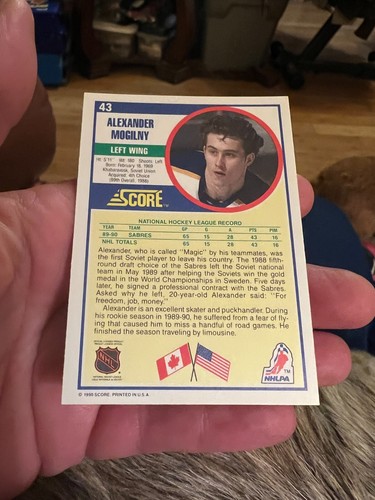 43
ALEXANDER
MOGILNY
LEFT WING
Ht: 5'11" Wt: 180 Shoots: Left
Born: February 18, 1969
Khabarovsk, Soviet Union
Acquired: 4th Choice
(89th Overall, 1988)
SCORE
NATIONAL HOCKEY LEAGUE RECORD
YEAR TEAM GP G A PTS PIM
89-90 SABRES 65 15 28 43 16
NHL TOTALS 65 15 28 43 16
Alexander, who is called "Magic" by his teammates, was
the first Soviet player to leave his country. The 1988 fifth-
round draft choice of the Sabres left the Soviet national
team in May 1989 after helping the Soviets win the gold
medal in the World Championships in Sweden. Five days
later, he signed a professional contract with the Sabres.
Asked why he left, 20-year-old Alexander said: "For
freedom, job, money."
Alexander is an excellent skater and puckhandler. During
his rookie season in 1989-90, he suffered from a fear of fly-
ing that caused him to miss a handful of road games. He
finished the season traveling by limousine.
NHL
NHLPA
TM
© 1990 SCORE, PRINTED IN U.S.A.